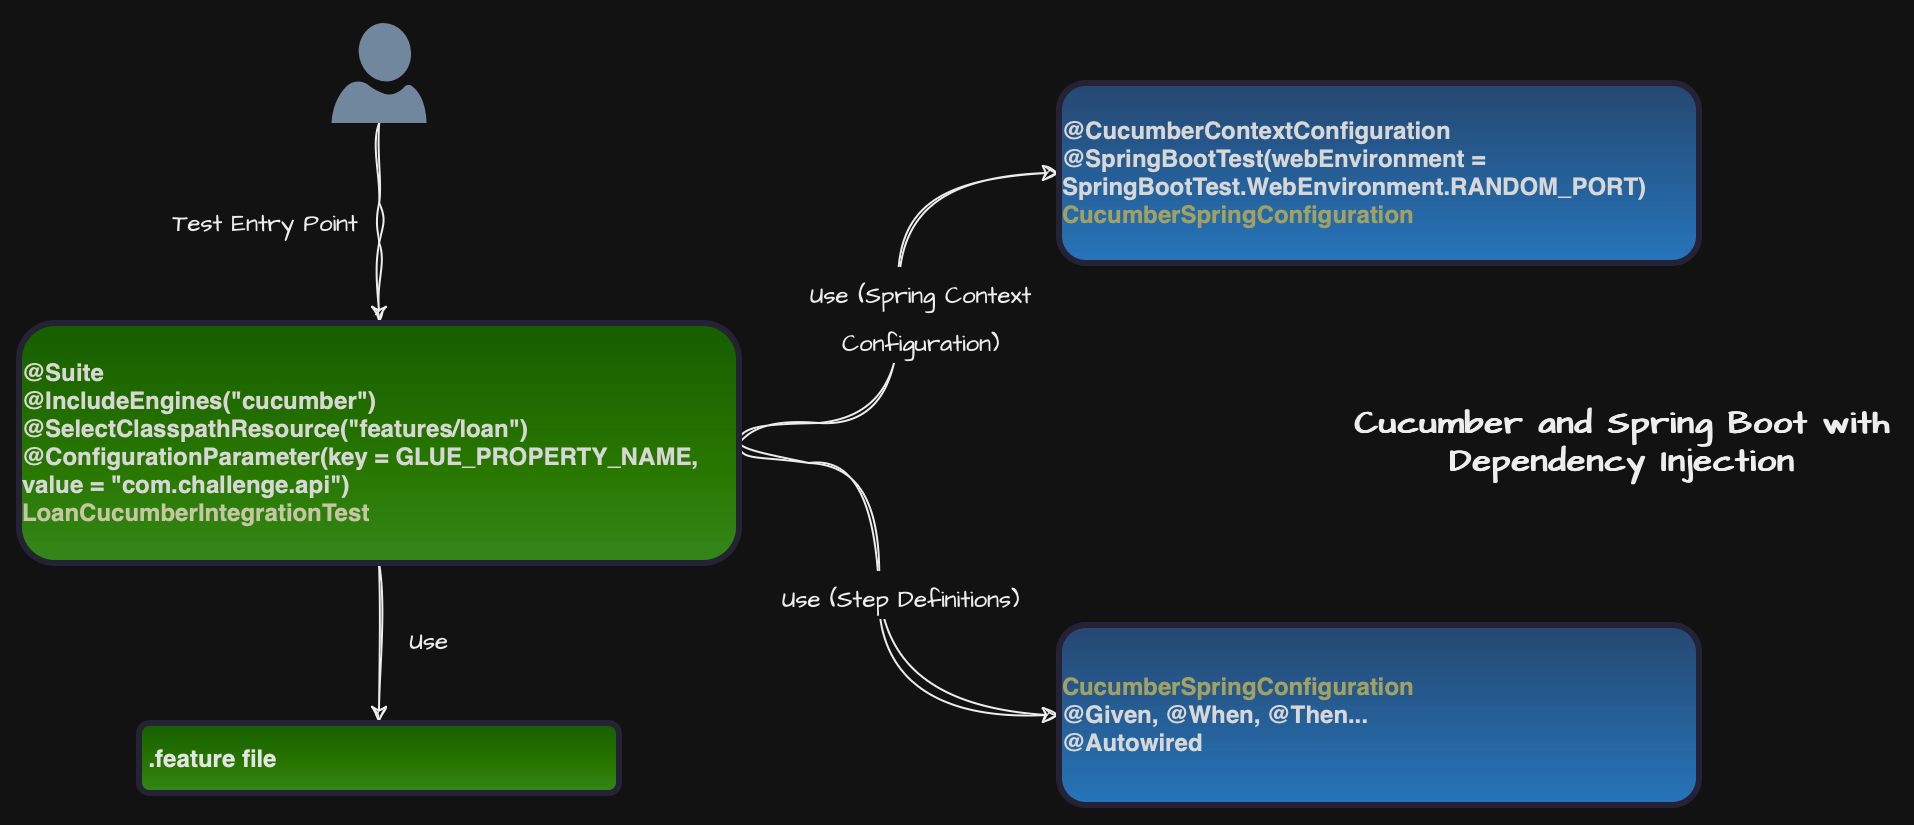 Test Entry Point
@Suite
@IncludeEngines("cucumber")
@SelectClasspathResource("features/loan")
@ConfigurationParameter(key = GLUE_PROPERTY_NAME,
value = "com.challenge.api")
LoanCucumberIntegrationTest
Use
.feature file
Use (Spring Context
Configuration)
@CucumberContextConfiguration
@SpringBootTest(webEnvironment =
SpringBootTest.WebEnvironment.RANDOM_PORT)
CucumberSpringConfiguration
Cucumber and Spring Boot with
Dependency Injection
Use (Step Definitions)
CucumberSpringConfiguration
@Given, @When, @Then...
@Autowired